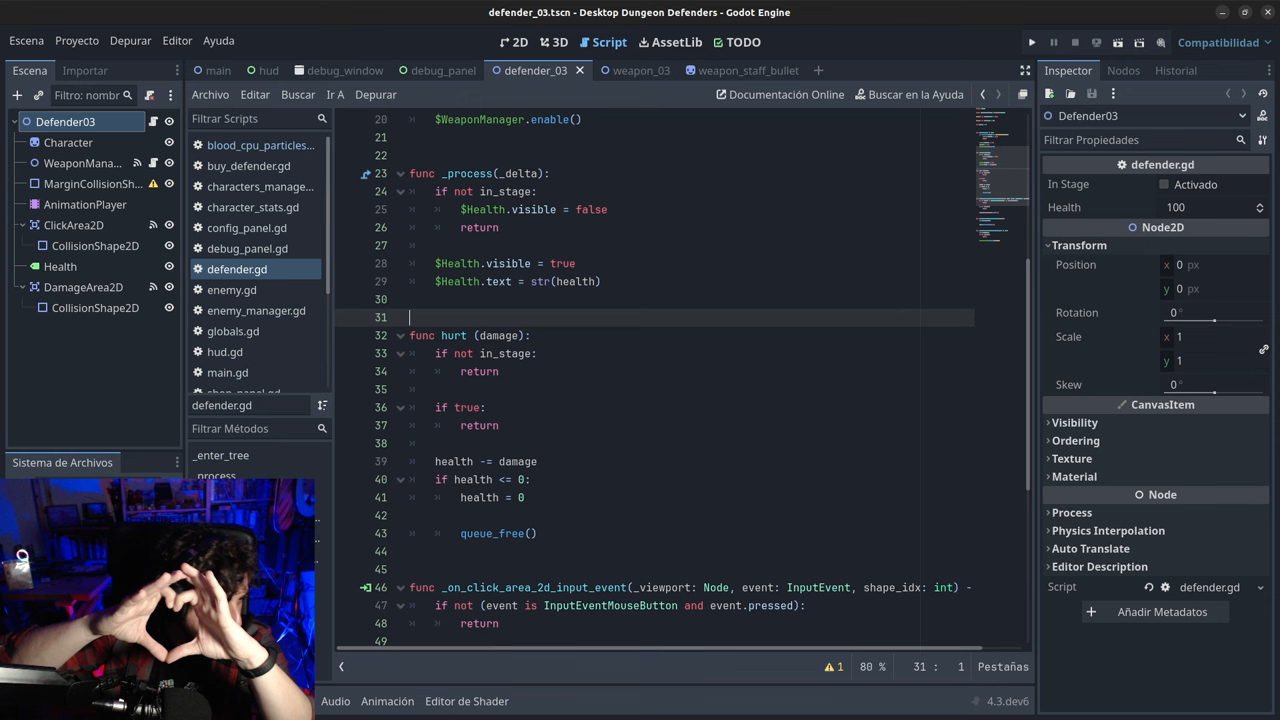 defender_03.tscn - Desktop Dungeon Defenders - Godot Engine
Escena Proyecto Depurar Editor Ayuda
2D 3D Script AssetLib TODO
Compatibilidad
Escena Importar
main hud debug_window debug_panel defender_03 weapon_03 weapon_staff_bullet
Inspector Nodos Historial
Filtro: nombr
Archivo Editar Buscar Ir A Depurar
Documentación Online Buscar en la Ayuda
Defender03
Character
WeaponMana...
MarginCollisionSh...
AnimationPlayer
ClickArea2D
CollisionShape2D
Health
DamageArea2D
CollisionShape2D
Sistema de Archivos
Filtrar Scripts
blood_cpu_particles...
buy_defender.gd
characters_manage...
character_stats.gd
config_panel.gd
debug_panel.gd
defender.gd
enemy.gd
enemy_manager.gd
globals.gd
hud.gd
main.gd
defender.gd
Filtrar Métodos
_enter_tree
_process
20 $WeaponManager.enable()
21
22
23 func _process(_delta):
24 if not in_stage:
25 $Health.visible = false
26 return
27
28 $Health.visible = true
29 $Health.text = str(health)
30
31
32 func hurt (damage):
33 if not in_stage:
34 return
35
36 if true:
37 return
38
39 health -= damage
40 if health <= 0:
41 health = 0
42
43 queue_free()
44
45
46 func _on_click_area_2d_input_event(_viewport: Node, event: InputEvent, shape_idx: int) -
47 if not (event is InputEventMouseButton and event.pressed):
48 return
49
1 80 % 31 : 1 Pestañas
Audio Animación Editor de Shader
4.3.dev6
Defender03
Filtrar Propiedades
defender.gd
In Stage Activado
Health 100
Node2D
Transform
Position x 0 px
y 0 px
Rotation 0 °
Scale x 1
y 1
Skew 0 °
CanvasItem
Visibility
Ordering
Texture
Material
Node
Process
Physics Interpolation
Auto Translate
Editor Description
Script defender.gd
Añadir Metadatos